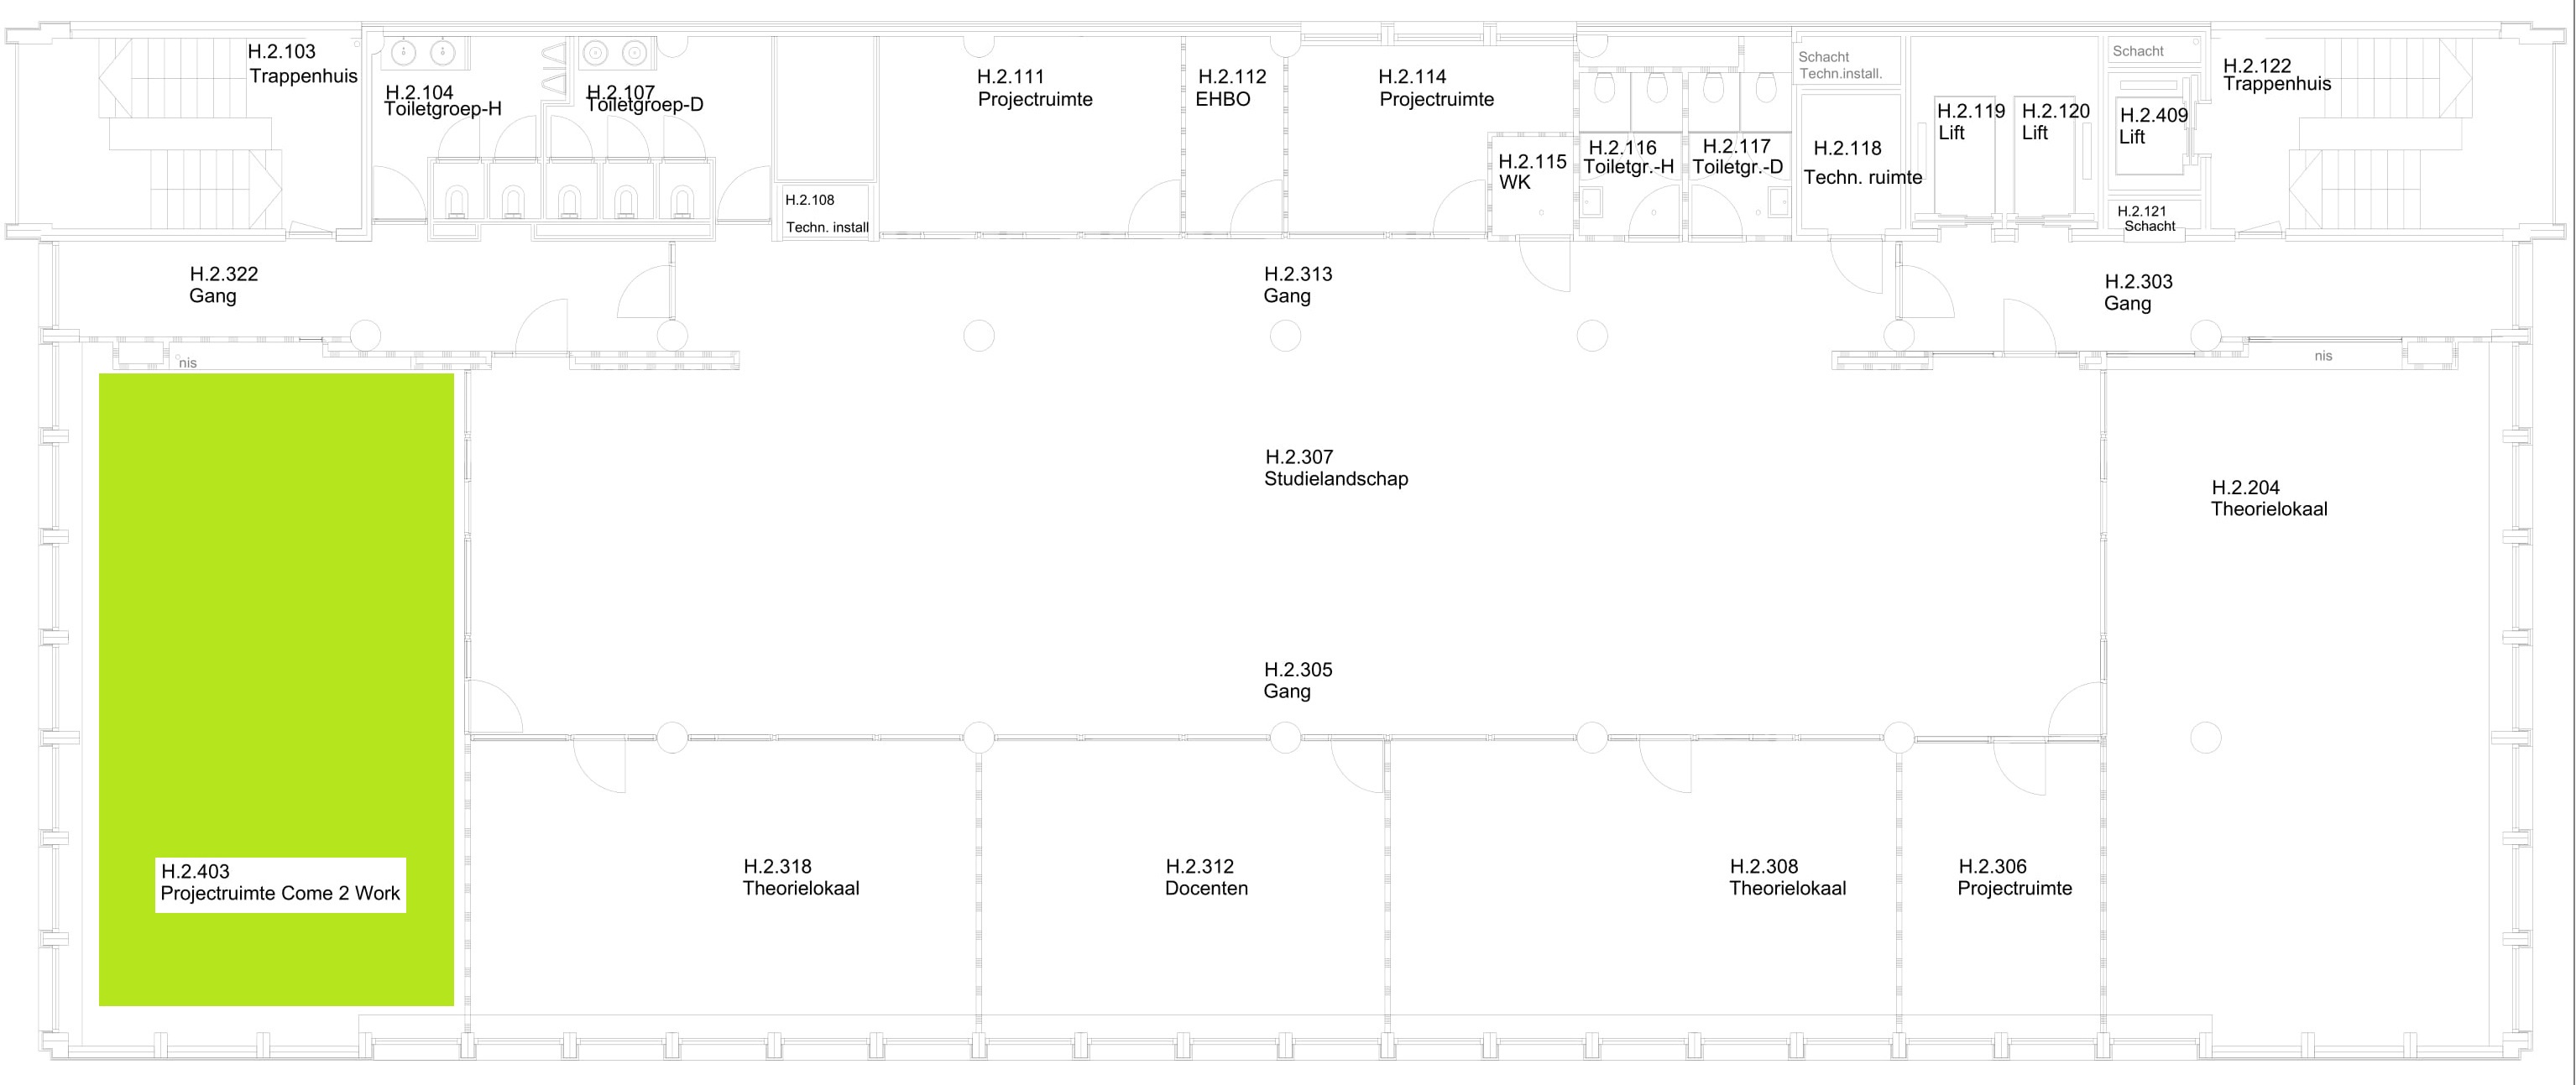 H.2.103
Trappenhuis
H.2.104
Toiletgroep-H
H.2.107
Toiletgroep-D
H.2.108
Techn. install
H.2.111
Projectruimte
H.2.112
EHBO
H.2.114
Projectruimte
H.2.115
WK
H.2.116
Toiletgr.-H
H.2.117
Toiletgr.-D
Schacht
Techn.install.
H.2.118
Techn. ruimte
H.2.119
Lift
H.2.120
Lift
Schacht
H.2.409
Lift
H.2.121
Schacht
H.2.122
Trappenhuis
H.2.322
Gang
H.2.313
Gang
H.2.303
Gang
nis
nis
H.2.307
Studielandschap
H.2.204
Theorielokaal
H.2.305
Gang
H.2.403
Projectruimte Come 2 Work
H.2.318
Theorielokaal
H.2.312
Docenten
H.2.308
Theorielokaal
H.2.306
Projectruimte